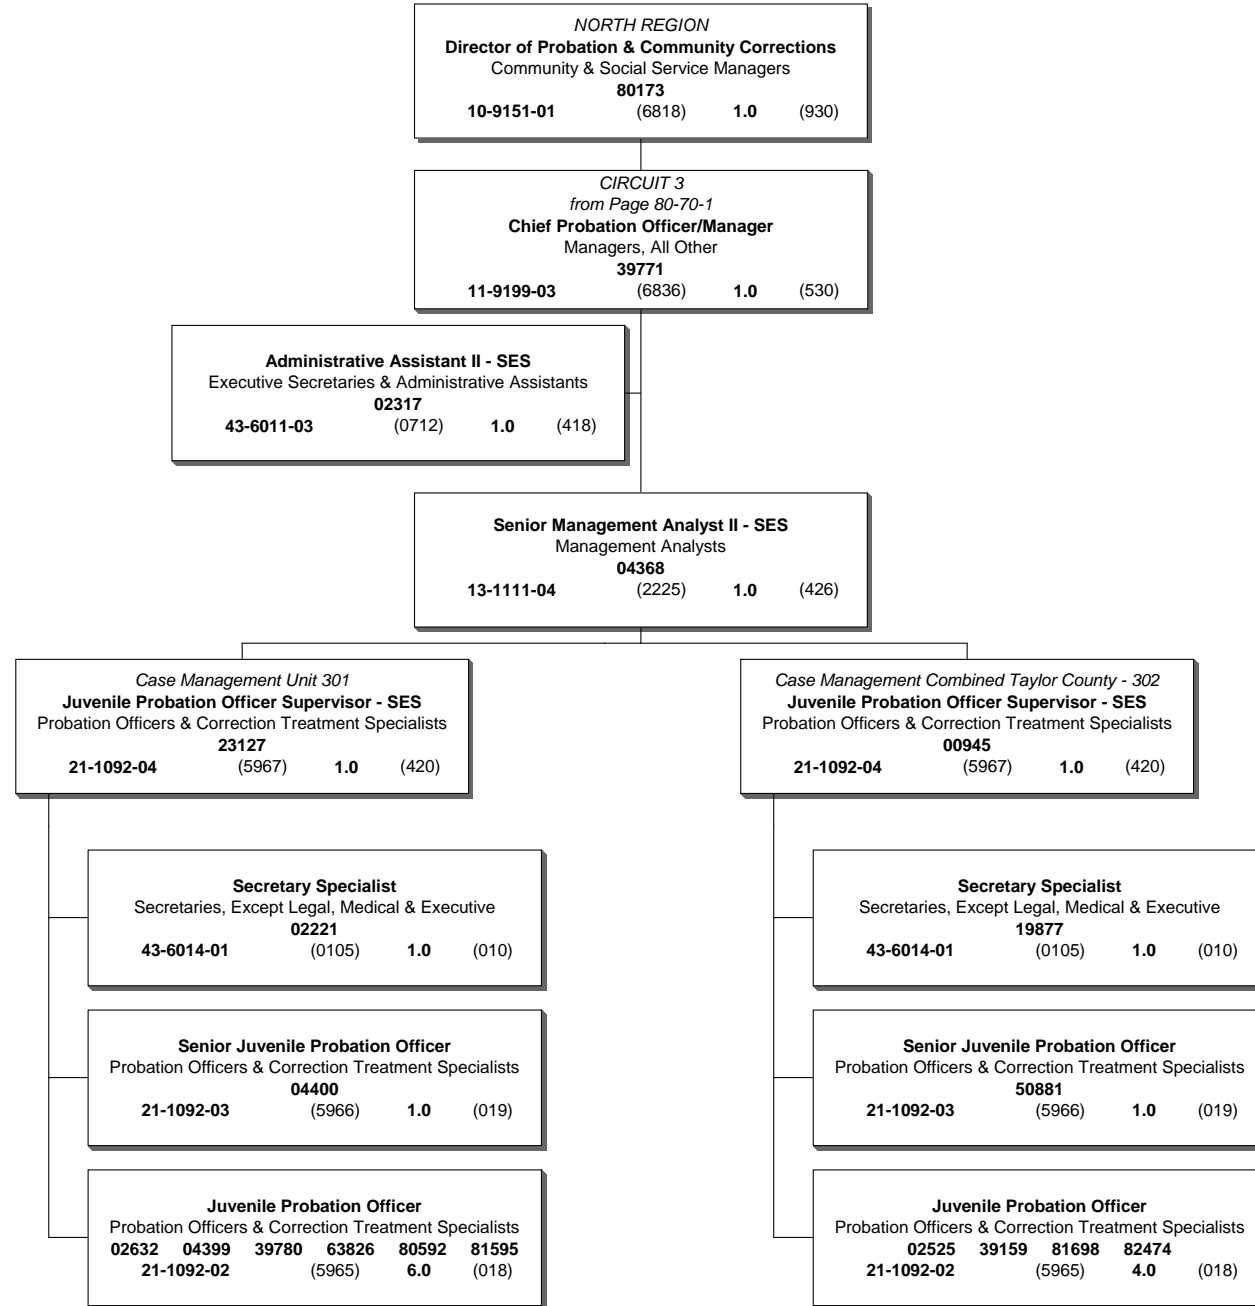 NORTH REGION
Director of Probation & Community Corrections
Community & Social Service Managers
80173
10-9151-01 (6818) 1.0 (930)
CIRCUIT 3
from Page 80-70-1
Chief Probation Officer/Manager
Managers, All Other
39771
11-9199-03 (6836) 1.0 (530)
Administrative Assistant II - SES
Executive Secretaries & Administrative Assistants
02317
43-6011-03 (0712) 1.0 (418)
Senior Management Analyst II - SES
Management Analysts
04368
13-1111-04 (2225) 1.0 (426)
Case Management Unit 301
Juvenile Probation Officer Supervisor - SES
Probation Officers & Correction Treatment Specialists
23127
21-1092-04 (5967) 1.0 (420)
Secretary Specialist
Secretaries, Except Legal, Medical & Executive
02221
43-6014-01 (0105) 1.0 (010)
Senior Juvenile Probation Officer
Probation Officers & Correction Treatment Specialists
04400
21-1092-03 (5966) 1.0 (019)
Juvenile Probation Officer
Probation Officers & Correction Treatment Specialists
02632 04399 39780 63826 80592 81595
21-1092-02 (5965) 6.0 (018)
Case Management Combined Taylor County - 302
Juvenile Probation Officer Supervisor - SES
Probation Officers & Correction Treatment Specialists
00945
21-1092-04 (5967) 1.0 (420)
Secretary Specialist
Secretaries, Except Legal, Medical & Executive
19877
43-6014-01 (0105) 1.0 (010)
Senior Juvenile Probation Officer
Probation Officers & Correction Treatment Specialists
50881
21-1092-03 (5966) 1.0 (019)
Juvenile Probation Officer
Probation Officers & Correction Treatment Specialists
02525 39159 81698 82474
21-1092-02 (5965) 4.0 (018)